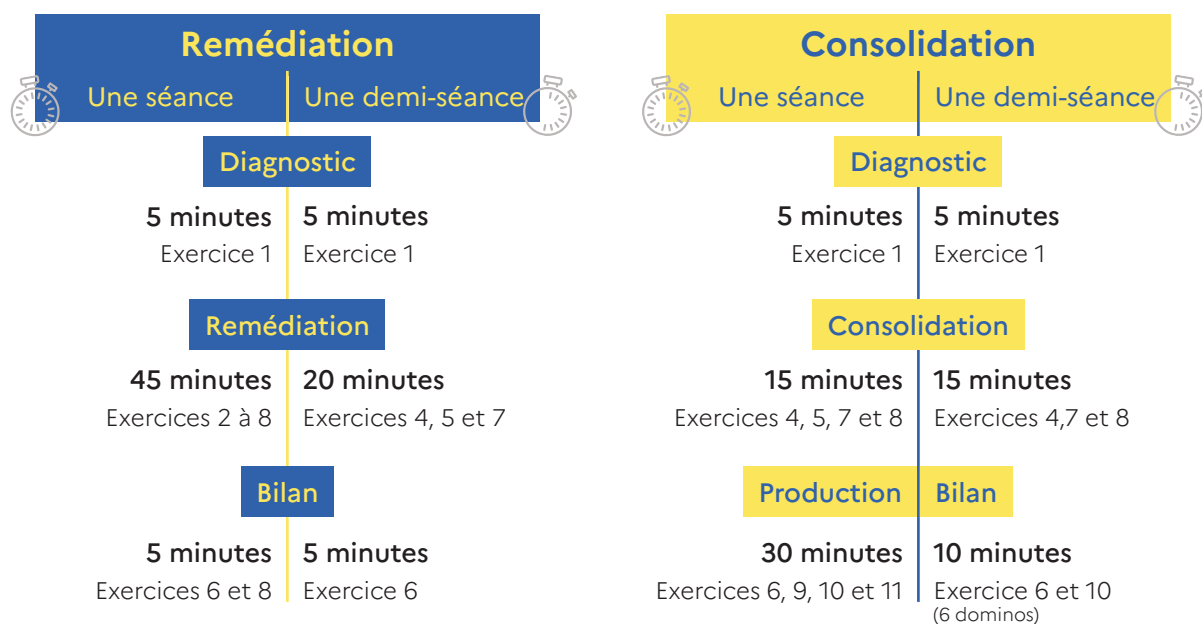 Remédiation
Une séance
Une demi-séance
Diagnostic
5 minutes
Exercice 1
5 minutes
Exercice 1
Remédiation
45 minutes
Exercices 2 à 8
20 minutes
Exercices 4, 5 et 7
Bilan
5 minutes
Exercices 6 et 8
5 minutes
Exercice 6
Consolidation
Une séance
Une demi-séance
Diagnostic
5 minutes
Exercice 1
5 minutes
Exercice 1
Consolidation
15 minutes
Exercices 4, 5, 7 et 8
15 minutes
Exercices 4,7 et 8
Production
30 minutes
Exercices 6, 9, 10 et 11
Bilan
10 minutes
Exercice 6 et 10
(6 dominos)